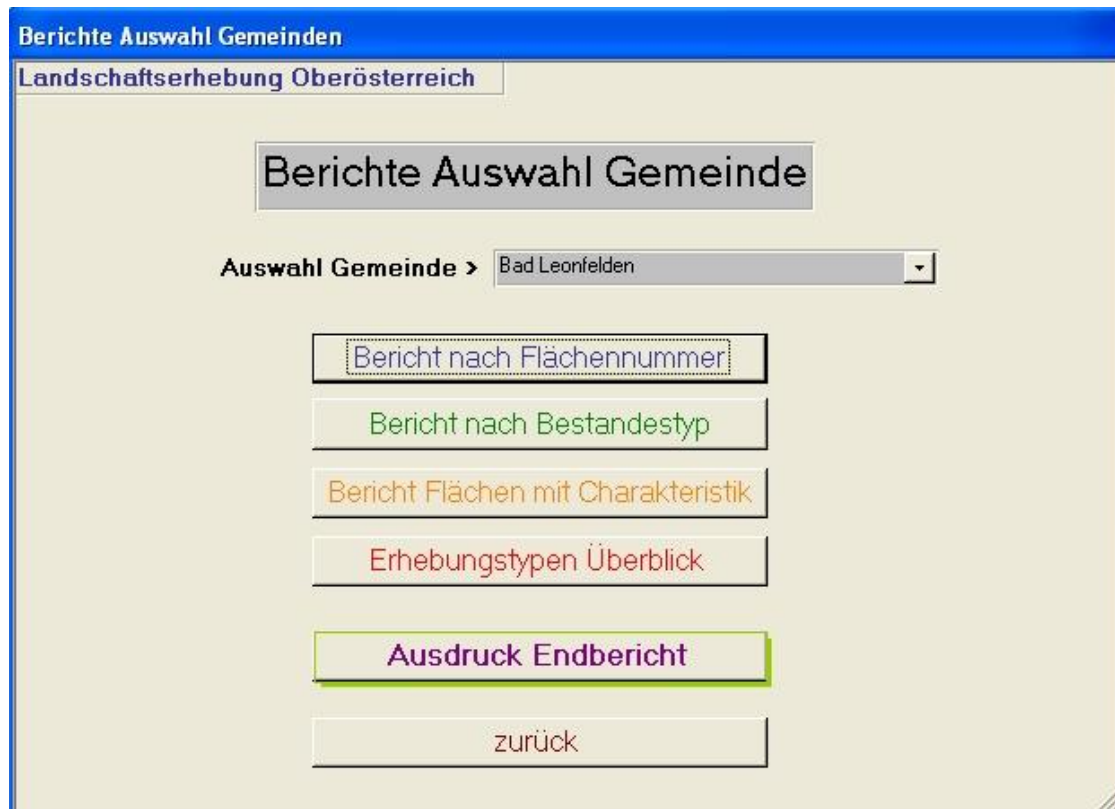 Berichte Auswahl Gemeinden
Landschaftserhebung Oberösterreich
Berichte Auswahl Gemeinde
Auswahl Gemeinde > Bad Leonfelden
Bericht nach Flächennummer
Bericht nach Bestandestyp
Bericht Flächen mit Charakteristik
Erhebungstypen Überblick
Ausdruck Endbericht
zurück